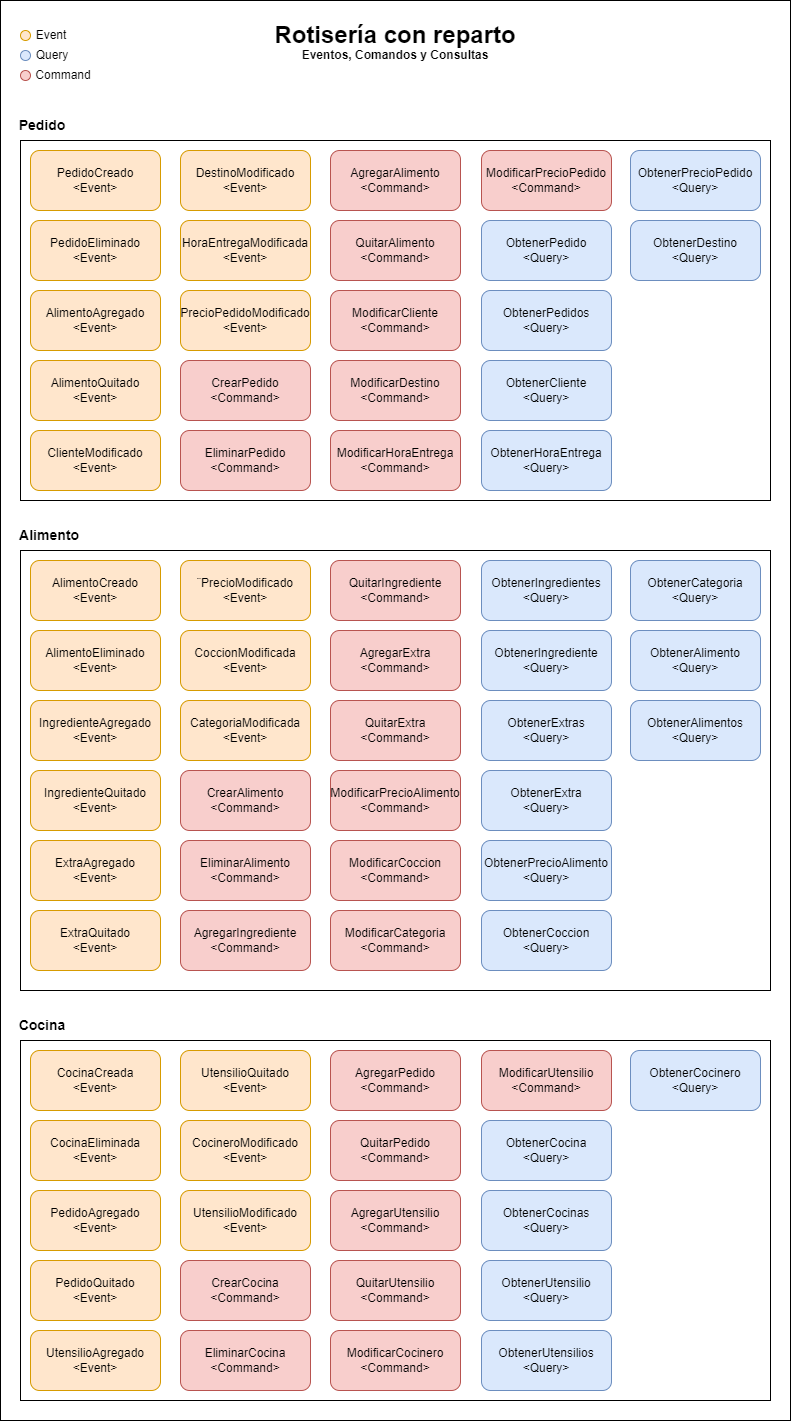 Rotisería con reparto
Eventos, Comandos y Consultas
Event
Query
Command
Pedido
PedidoCreado
<Event>
DestinoModificado
<Event>
AgregarAlimento
<Command>
ModificarPrecioPedido
<Command>
ObtenerPrecioPedido
<Query>
PedidoEliminado
<Event>
HoraEntregaModificada
<Event>
QuitarAlimento
<Command>
ObtenerPedido
<Query>
ObtenerDestino
<Query>
AlimentoAgregado
<Event>
PrecioPedidoModificado
<Event>
ModificarCliente
<Command>
ObtenerPedidos
<Query>
AlimentoQuitado
<Event>
CrearPedido
<Command>
ModificarDestino
<Command>
ObtenerCliente
<Query>
ClienteModificado
<Event>
EliminarPedido
<Command>
ModificarHoraEntrega
<Command>
ObtenerHoraEntrega
<Query>
Alimento
AlimentoCreado
<Event>
¨PrecioModificado
<Event>
QuitarIngrediente
<Command>
ObtenerIngredientes
<Query>
ObtenerCategoria
<Query>
AlimentoEliminado
<Event>
CoccionModificada
<Event>
AgregarExtra
<Command>
ObtenerIngrediente
<Query>
ObtenerAlimento
<Query>
IngredienteAgregado
<Event>
CategoriaModificada
<Event>
QuitarExtra
<Command>
ObtenerExtras
<Query>
ObtenerAlimentos
<Query>
IngredienteQuitado
<Event>
CrearAlimento
<Command>
ModificarPrecioAlimento
<Command>
ObtenerExtra
<Query>
ExtraAgregado
<Event>
EliminarAlimento
<Command>
ModificarCoccion
<Command>
ObtenerPrecioAlimento
<Query>
ExtraQuitado
<Event>
AgregarIngrediente
<Command>
ModificarCategoria
<Command>
ObtenerCoccion
<Query>
Cocina
CocinaCreada
<Event>
UtensilioQuitado
<Event>
AgregarPedido
<Command>
ModificarUtensilio
<Command>
ObtenerCocinero
<Query>
CocinaEliminada
<Event>
CocineroModificado
<Event>
QuitarPedido
<Command>
ObtenerCocina
<Query>
PedidoAgregado
<Event>
UtensilioModificado
<Event>
AgregarUtensilio
<Command>
ObtenerCocinas
<Query>
PedidoQuitado
<Event>
CrearCocina
<Command>
QuitarUtensilio
<Command>
ObtenerUtensilio
<Query>
UtensilioAgregado
<Event>
EliminarCocina
<Command>
ModificarCocinero
<Command>
ObtenerUtensilios
<Query>